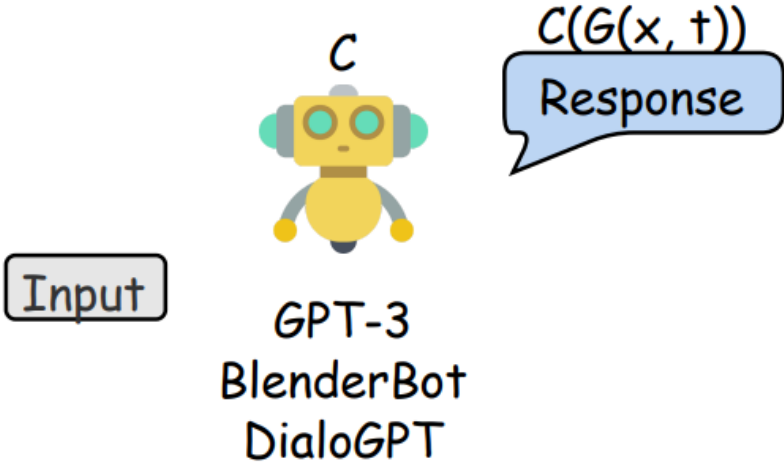 C
C(G(x, t))
Response
Input
GPT-3
BlenderBot
DialoGPT